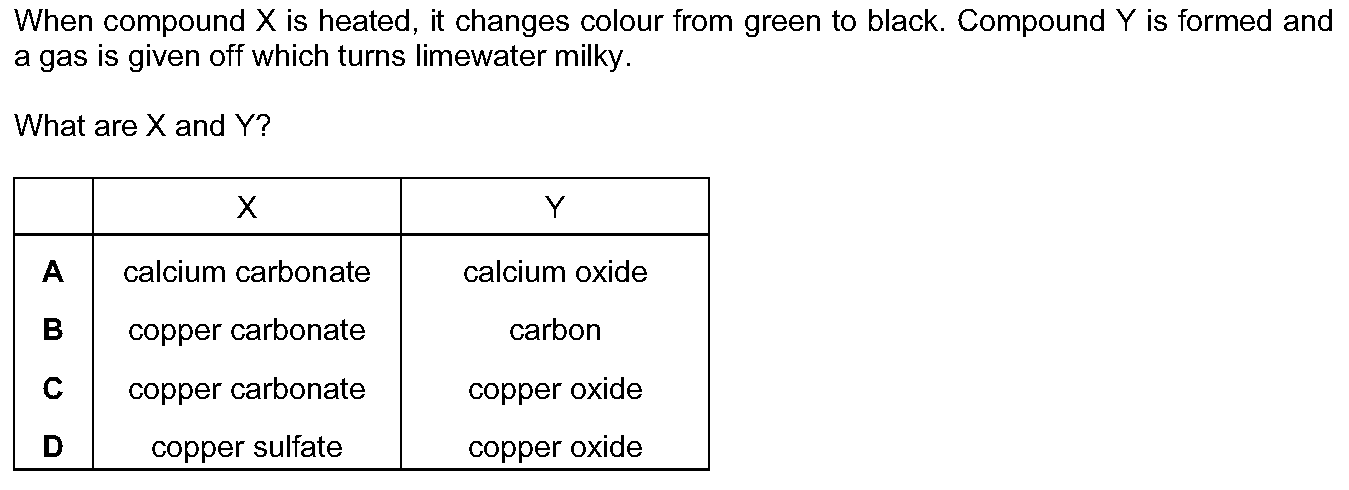 When compound X is heated, it changes colour from green to black. Compound Y is formed and
a gas is given off which turns limewater milky.
What are X and Y?
X Y
A calcium carbonate calcium oxide
B copper carbonate carbon
C copper carbonate copper oxide
D copper sulfate copper oxide